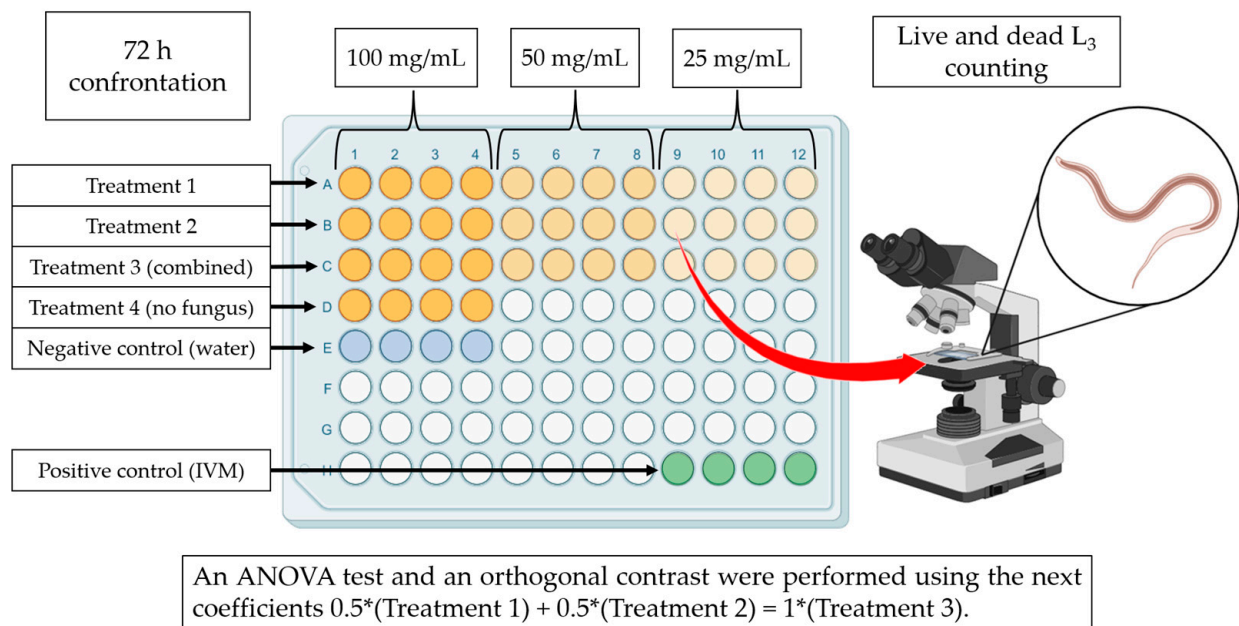 72 h
confrontation
100 mg/mL
50 mg/mL
25 mg/mL
Live and dead L₃
counting
1 2 3 4 5 6 7 8 9 10 11 12
Treatment 1
A
Treatment 2
B
Treatment 3 (combined)
C
Treatment 4 (no fungus)
D
Negative control (water)
E
F
G
Positive control (IVM)
H
An ANOVA test and an orthogonal contrast were performed using the next
coefficients 0.5*(Treatment 1) + 0.5*(Treatment 2) = 1*(Treatment 3).